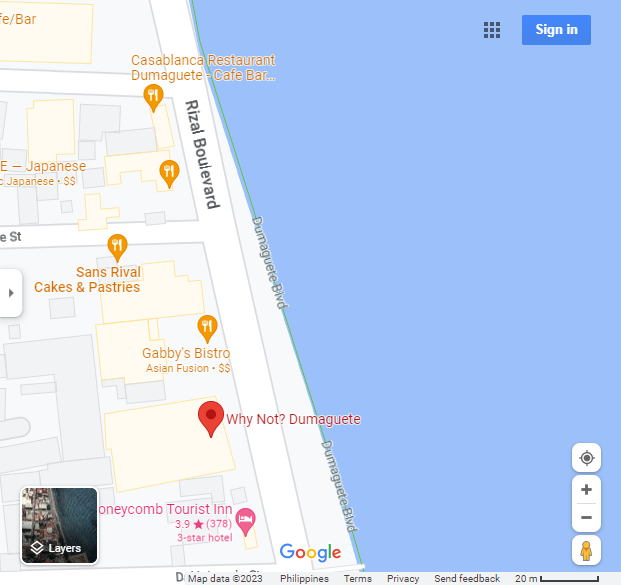 fe/Bar
Sign in
Casablanca Restaurant
Dumaguete - Cafe Bar...
Rizal Boulevard
E — Japanese
c Japanese • $$
Dumaguete Blvd
e St
Sans Rival
Cakes & Pastries
Gabby's Bistro
Asian Fusion • $$
Why Not? Dumaguete
Dumaguete Blvd
oneycomb Tourist Inn
3.9 ★ (378)
3-star hotel
Layers
Google
Map data ©2023 Philippines Terms Privacy Send feedback 20 m